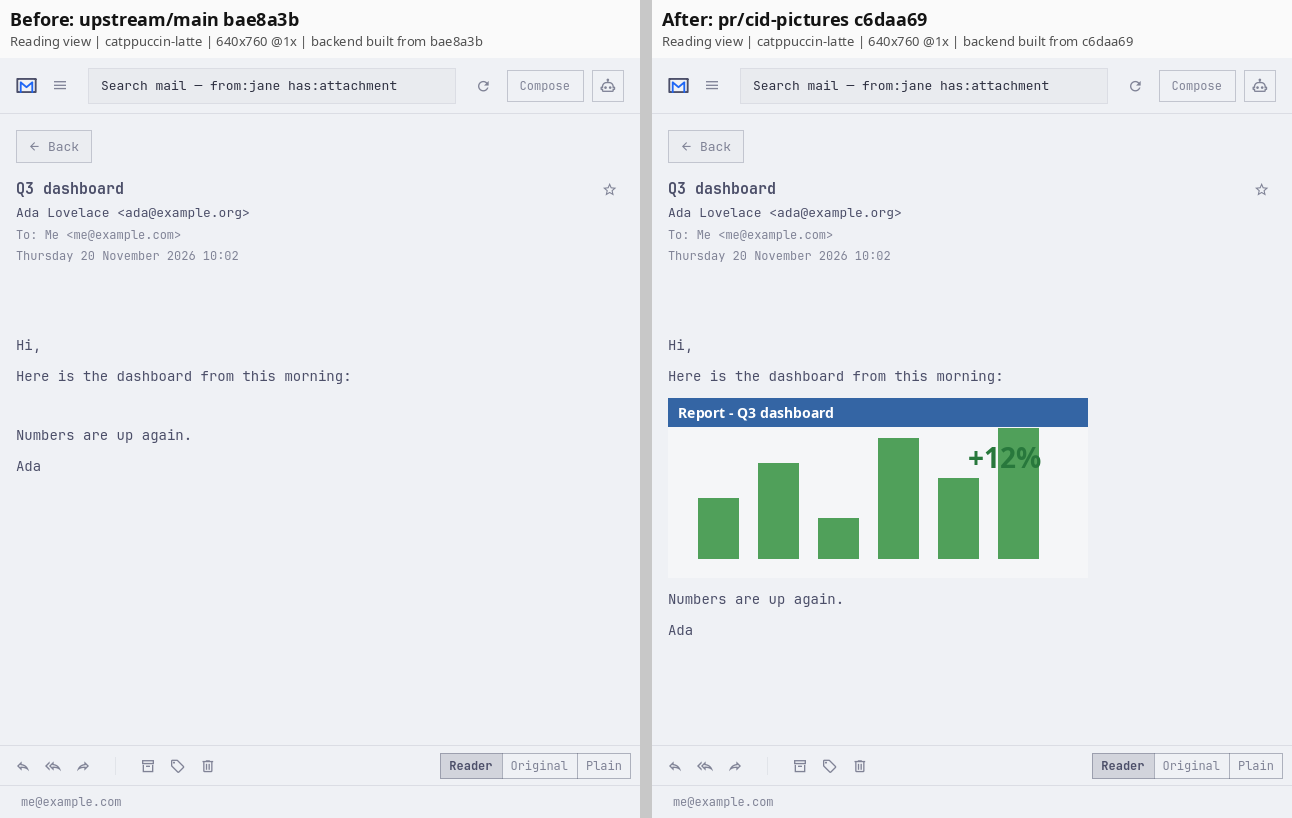 Before: upstream/main bae8a3b
Reading view | catppuccin-latte | 640x760 @1x | backend built from bae8a3b
Search mail — from:jane has:attachment
Compose
Back
Q3 dashboard
Ada Lovelace <ada@example.org>
To: Me <me@example.com>
Thursday 20 November 2026 10:02
Hi,
Here is the dashboard from this morning:
Numbers are up again.
Ada
Reader Original Plain
me@example.com
After: pr/cid-pictures c6daa69
Reading view | catppuccin-latte | 640x760 @1x | backend built from c6daa69
Search mail — from:jane has:attachment
Compose
Back
Q3 dashboard
Ada Lovelace <ada@example.org>
To: Me <me@example.com>
Thursday 20 November 2026 10:02
Hi,
Here is the dashboard from this morning:
Report - Q3 dashboard
+12%
Numbers are up again.
Ada
Reader Original Plain
me@example.com